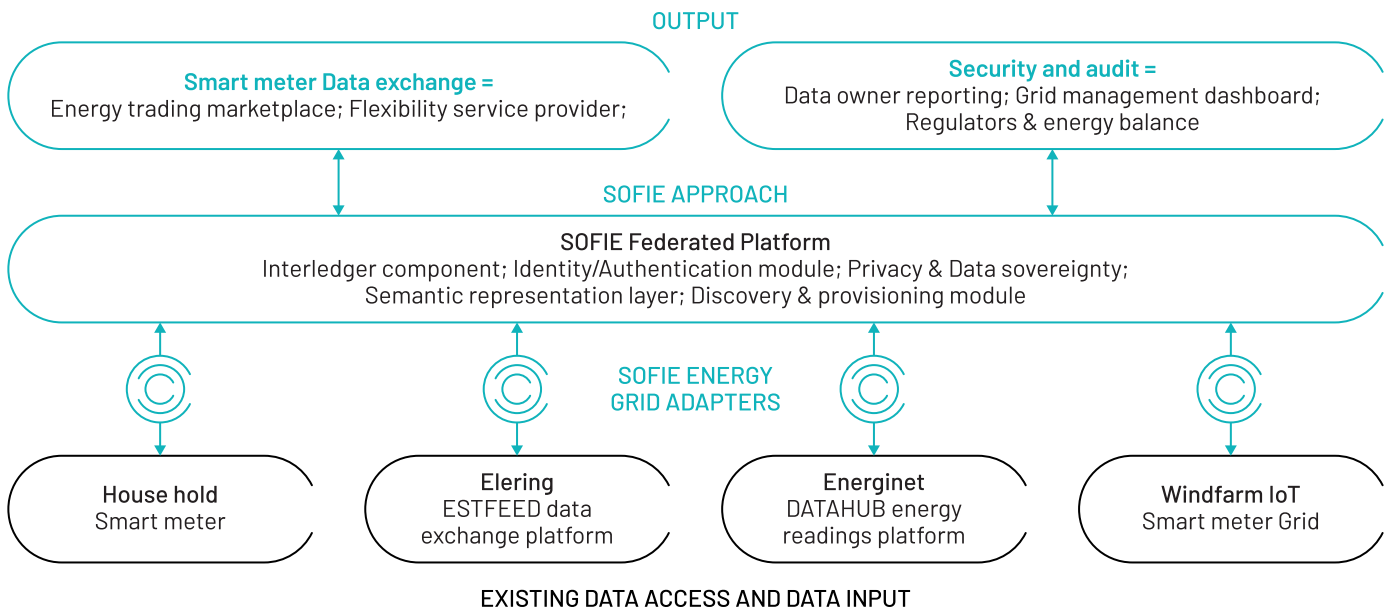 OUTPUT
Smart meter Data exchange =
Energy trading marketplace; Flexibility service provider;
Security and audit =
Data owner reporting; Grid management dashboard;
Regulators & energy balance
SOFIE APPROACH
SOFIE Federated Platform
Interledger component; Identity/Authentication module; Privacy & Data sovereignty;
Semantic representation layer; Discovery & provisioning module
SOFIE ENERGY
GRID ADAPTERS
House hold
Smart meter
Elering
ESTFEED data
exchange platform
Energinet
DATAHUB energy
readings platform
Windfarm IoT
Smart meter Grid
EXISTING DATA ACCESS AND DATA INPUT